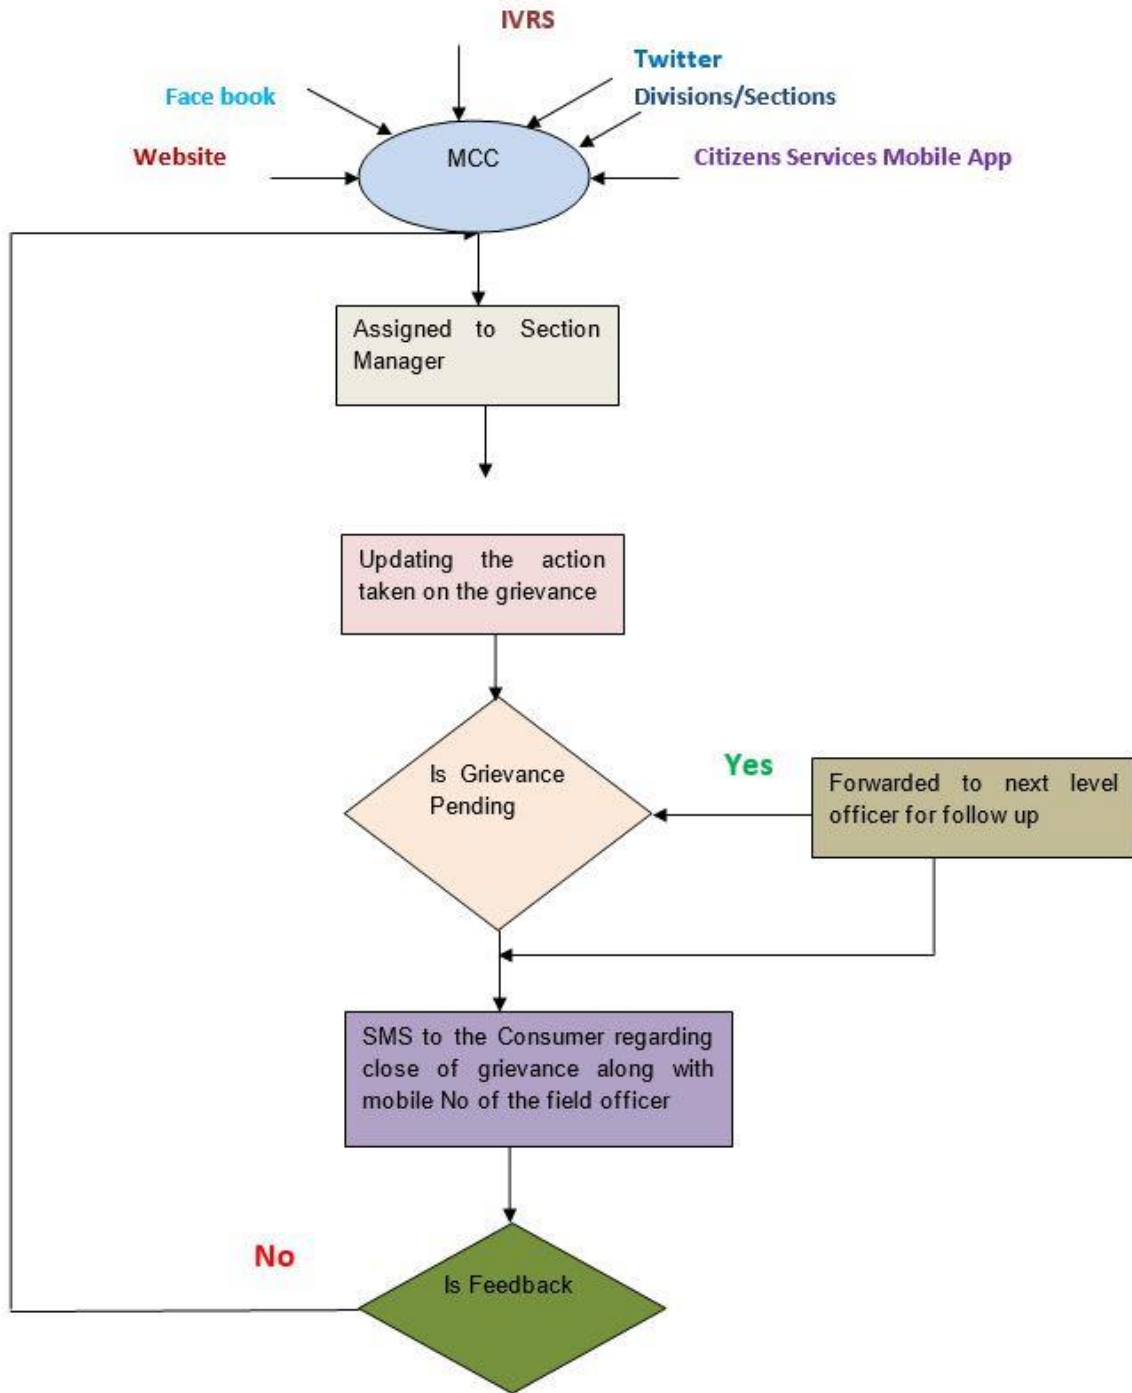 IVRS
Twitter
Face book
Divisions/Sections
Website
MCC
Citizens Services Mobile App
Assigned to Section
Manager
Updating the action
taken on the grievance
Is Grievance
Pending
Yes
Forwarded to next level
officer for follow up
SMS to the Consumer regarding
close of grievance along with
mobile No of the field officer
No
Is Feedback